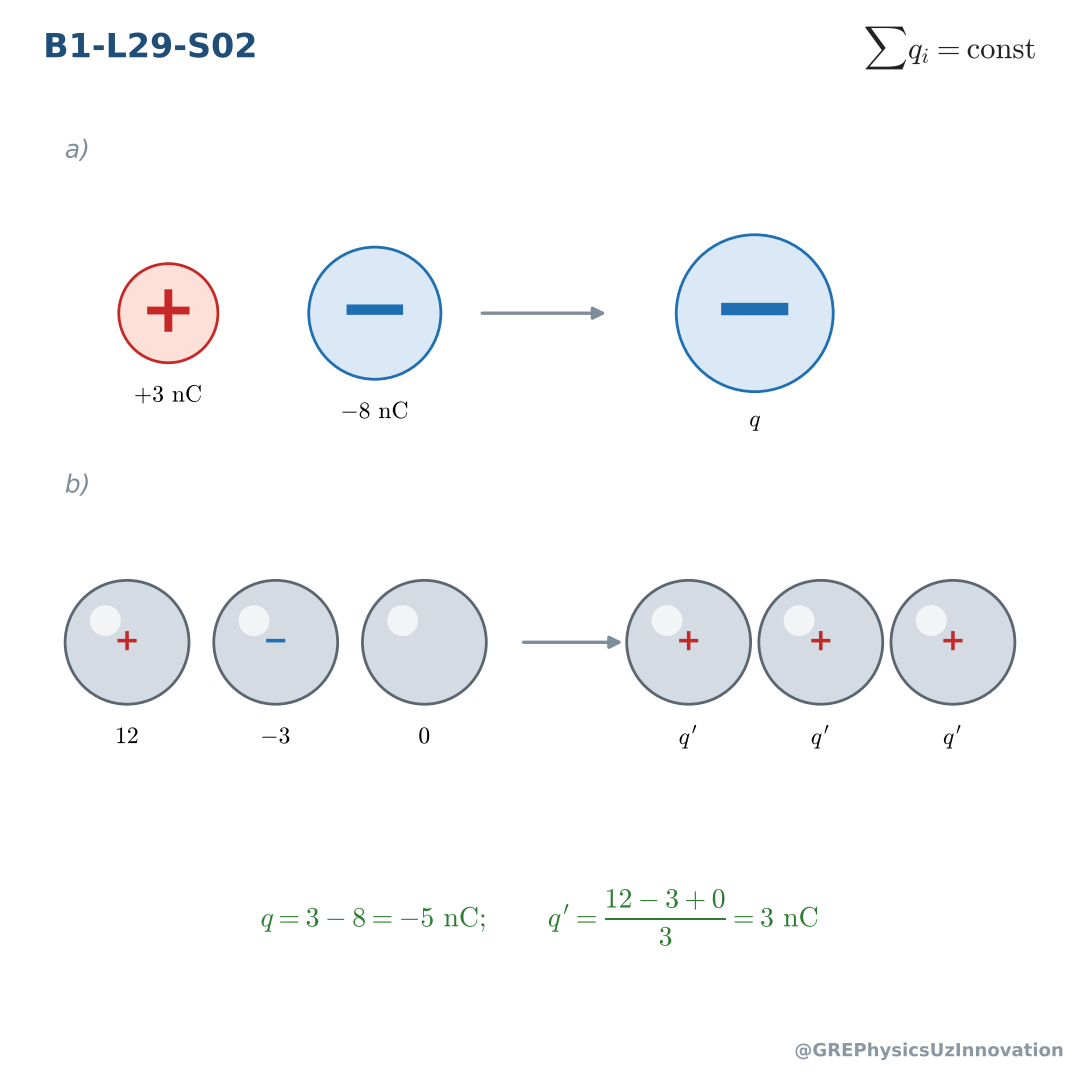 B1-L29-S02
∑qᵢ = const
a)
+
−
−
+3 nC
−8 nC
q
b)
+ − + + +
12 −3 0 q′ q′ q′
q = 3 − 8 = −5 nC; q′ = (12 − 3 + 0)/3 = 3 nC
@GREPhysicsUzInnovation